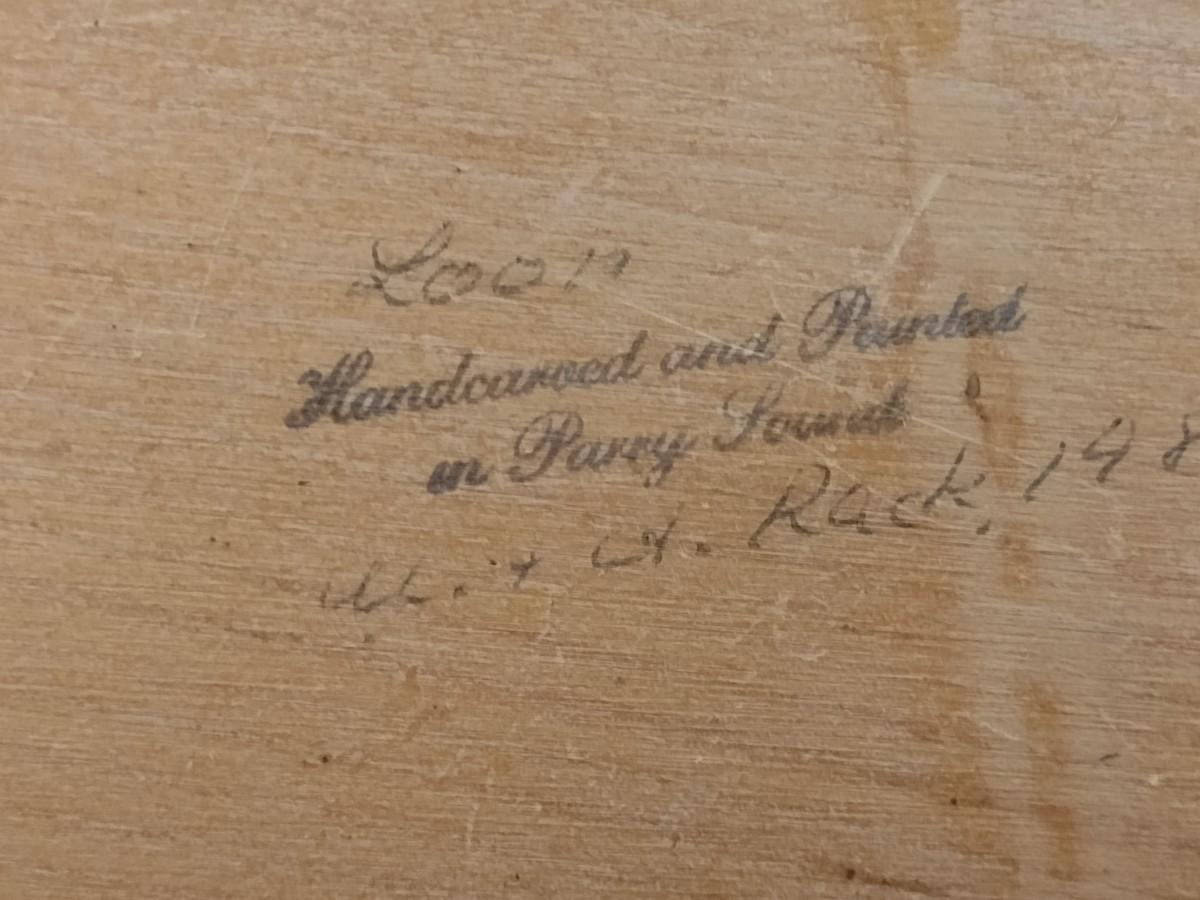 Loon
Handcarved and Painted
in Parry Sound
Rack, 198